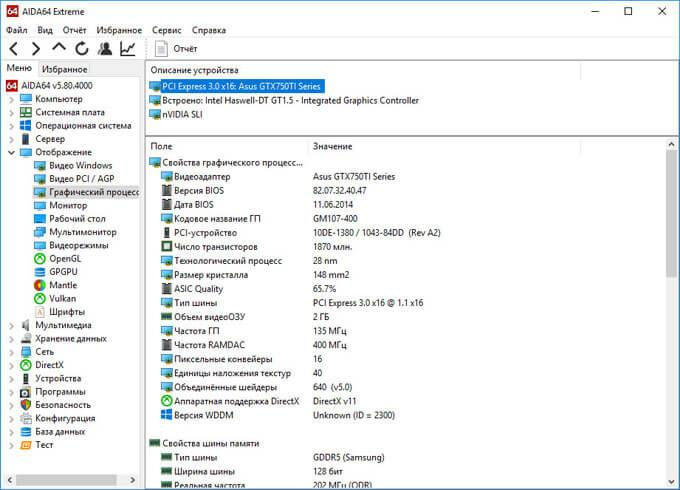 64 AIDA64 Extreme
Файл Вид Отчёт Избранное Сервис Справка
Отчёт
Меню Избранное
64 AIDA64 v5.80.4000
Компьютер
Системная плата
Операционная система
Сервер
Отображение
Видео Windows
Видео PCI / AGP
Графический процесс
Монитор
Рабочий стол
Мультимонитор
Видеорежимы
OpenGL
GPGPU
Mantle
Vulkan
Шрифты
Мультимедиа
Хранение данных
Сеть
DirectX
Устройства
Программы
Безопасность
Конфигурация
База данных
Тест
Описание устройства
PCI Express 3.0 x16: Asus GTX750TI Series
Встроено: Intel Haswell-DT GT1.5 - Integrated Graphics Controller
nVIDIA SLI
Поле Значение
Свойства графического процесс...
Видеоадаптер Asus GTX750TI Series
Версия BIOS 82.07.32.40.47
Дата BIOS 11.06.2014
Кодовое название ГП GM107-400
PCI-устройство 10DE-1380 / 1043-84DD (Rev A2)
Число транзисторов 1870 млн.
Технологический процесс 28 nm
Размер кристалла 148 mm2
ASIC Quality 65.7%
Тип шины PCI Express 3.0 x16 @ 1.1 x16
Объем видеоОЗУ 2 ГБ
Частота ГП 135 МГц
Частота RAMDAC 400 МГц
Пиксельные конвейеры 16
Единицы наложения текстур 40
Объединённые шейдеры 640 (v5.0)
Аппаратная поддержка DirectX DirectX v11
Версия WDDM Unknown (ID = 2300)
Свойства шины памяти
Тип шины GDDR5 (Samsung)
Ширина шины 128 бит
Реальная частота 202 МГц (QDR)